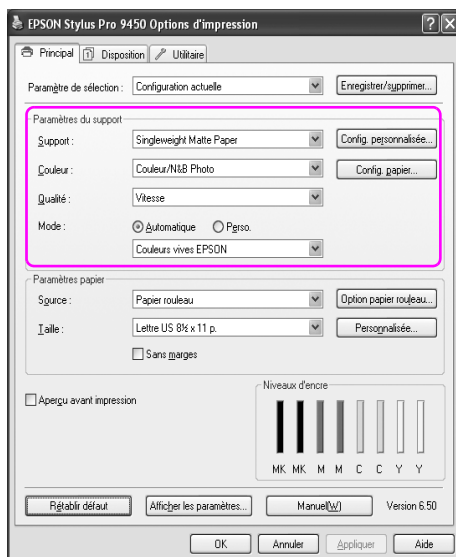 EPSON Stylus Pro 9450 Options d'impression
Principal Disposition Utilitaire
Paramètre de sélection : Configuration actuelle Enregistrer/supprimer...
Paramètres du support
Support : Singleweight Matte Paper Config. personnalisée...
Couleur : Couleur/N&B Photo Config. papier...
Qualité : Vitesse
Mode : Automatique Perso.
Couleurs vives EPSON
Paramètres papier
Source : Papier rouleau Option papier rouleau...
Taille : Lettre US 8½ x 11 p. Personnalisée...
Sans marges
Aperçu avant impression
Niveaux d'encre
MK MK M M C C Y Y
Rétablir défaut Afficher les paramètres... Manuel(W) Version 6.50
OK Annuler Appliquer Aide